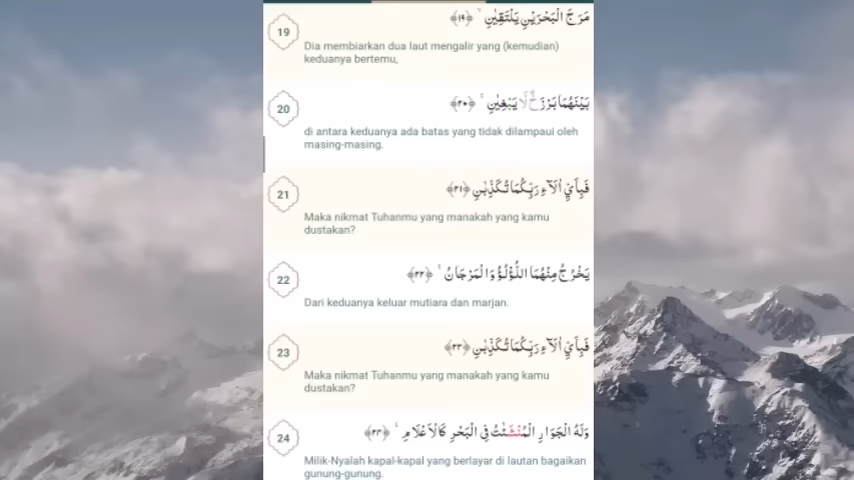 مَرَجَ الْبَحْرَيْنِ يَلْتَقِيٰنِۙ ﴿١٩﴾
19
Dia membiarkan dua laut mengalir yang (kemudian)
keduanya bertemu,
بَيْنَهُمَا بَرْزَخٌ لَّا يَبْغِيٰنِۚ ﴿٢٠﴾
20
di antara keduanya ada batas yang tidak dilampaui oleh
masing-masing.
فَبِاَيِّ اٰلَاۤءِ رَبِّكُمَا تُكَذِّبٰنِ ﴿٢١﴾
21
Maka nikmat Tuhanmu yang manakah yang kamu
dustakan?
يَخْرُجُ مِنْهُمَا اللُّؤْلُؤُ وَالْمَرْجَانُۚ ﴿٢٢﴾
22
Dari keduanya keluar mutiara dan marjan.
فَبِاَيِّ اٰلَاۤءِ رَبِّكُمَا تُكَذِّبٰنِ ﴿٢٣﴾
23
Maka nikmat Tuhanmu yang manakah yang kamu
dustakan?
وَلَهُ الْجَوَارِ الْمُنْشَئٰتُ فِى الْبَحْرِ كَالْاَعْلَامِۚ
24
Milik-Nyalah kapal-kapal yang berlayar di lautan bagaikan
gunung-gunung.